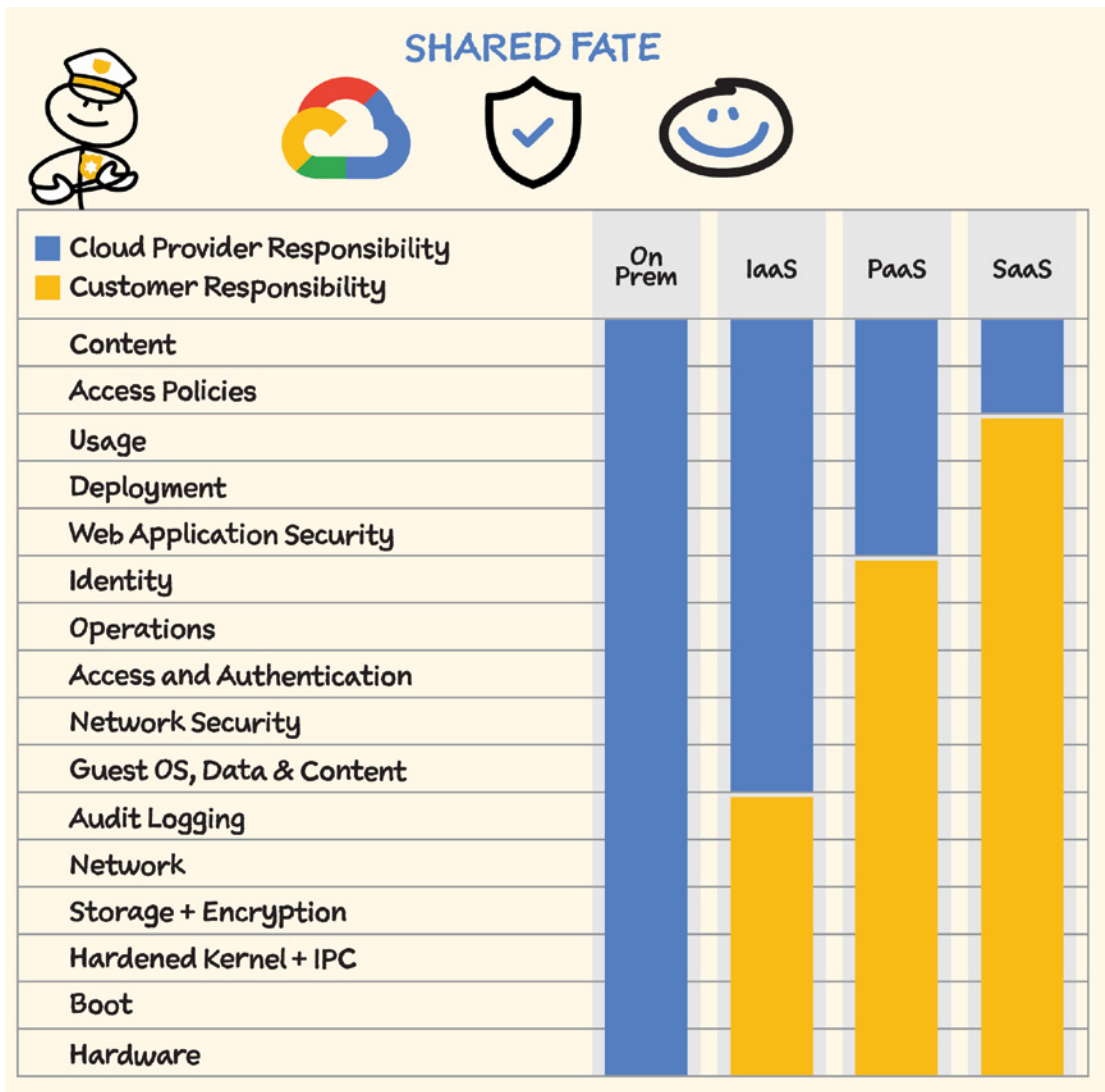 SHARED FATE
Cloud Provider Responsibility
Customer Responsibility
On
Prem
IaaS
PaaS
SaaS
Content
Access Policies
Usage
Deployment
Web Application Security
Identity
Operations
Access and Authentication
Network Security
Guest OS, Data & Content
Audit Logging
Network
Storage + Encryption
Hardened Kernel + IPC
Boot
Hardware